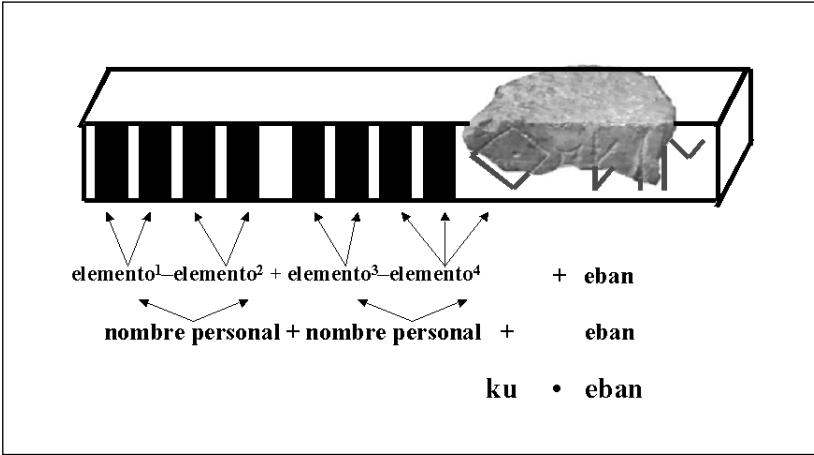 elemento¹–elemento² + elemento³–elemento⁴ + eban
nombre personal + nombre personal + eban
ku • eban